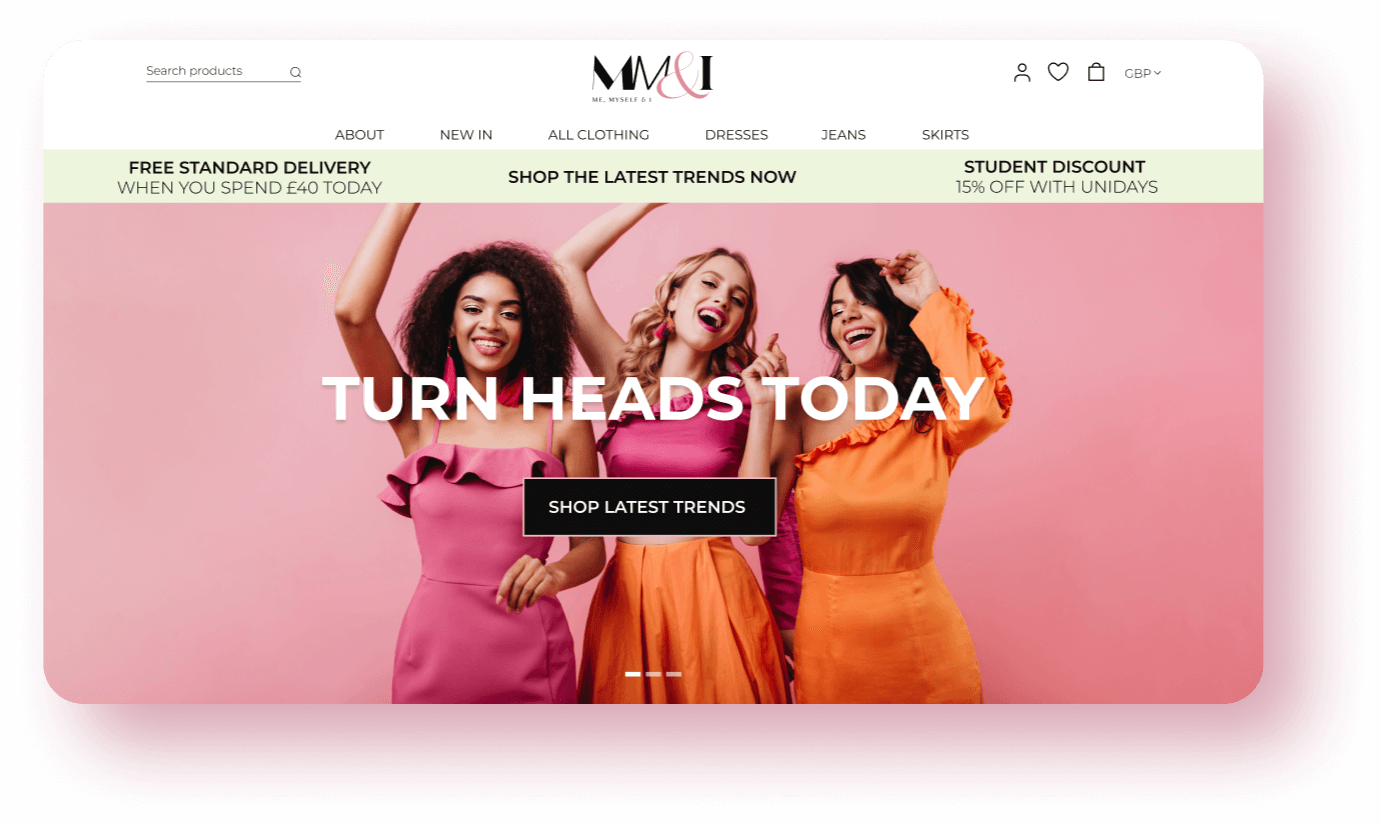 Search products
MM&I
ME, MYSELF & I
GBP
ABOUT NEW IN ALL CLOTHING DRESSES JEANS SKIRTS
FREE STANDARD DELIVERY
WHEN YOU SPEND £40 TODAY
SHOP THE LATEST TRENDS NOW
STUDENT DISCOUNT
15% OFF WITH UNIDAYS
TURN HEADS TODAY
SHOP LATEST TRENDS